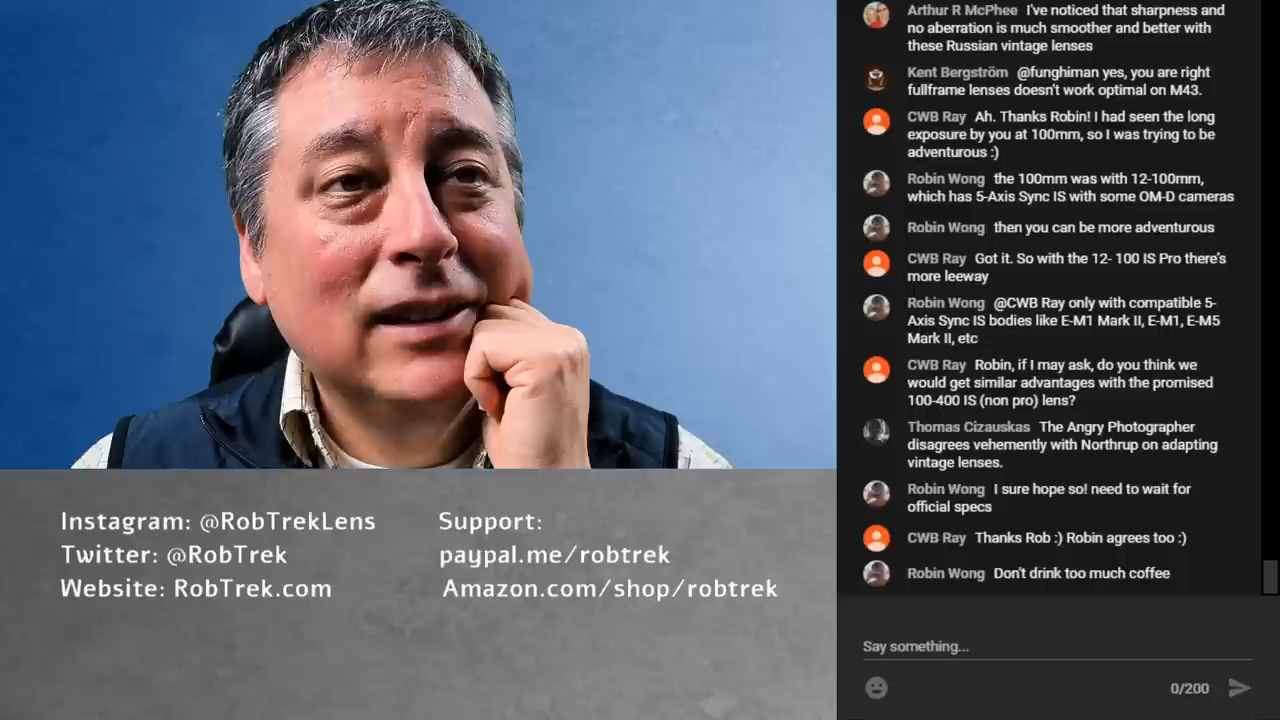 Instagram: @RobTrekLens
Twitter: @RobTrek
Website: RobTrek.com
Support:
paypal.me/robtrek
Amazon.com/shop/robtrek
Arthur R McPhee I've noticed that sharpness and
no aberration is much smoother and better with
these Russian vintage lenses
Kent Bergström @funghiman yes, you are right
fullframe lenses doesn't work optimal on M43.
CWB Ray Ah. Thanks Robin! I had seen the long
exposure by you at 100mm, so I was trying to be
adventurous :)
Robin Wong the 100mm was with 12-100mm,
which has 5-Axis Sync IS with some OM-D cameras
Robin Wong then you can be more adventurous
CWB Ray Got it. So with the 12- 100 IS Pro there's
more leeway
Robin Wong @CWB Ray only with compatible 5-
Axis Sync IS bodies like E-M1 Mark II, E-M1, E-M5
Mark II, etc
CWB Ray Robin, if I may ask, do you think we
would get similar advantages with the promised
100-400 IS (non pro) lens?
Thomas Cizauskas The Angry Photographer
disagrees vehemently with Northrup on adapting
vintage lenses.
Robin Wong I sure hope so! need to wait for
official specs
CWB Ray Thanks Rob :) Robin agrees too :)
Robin Wong Don't drink too much coffee
Say something...
0/200